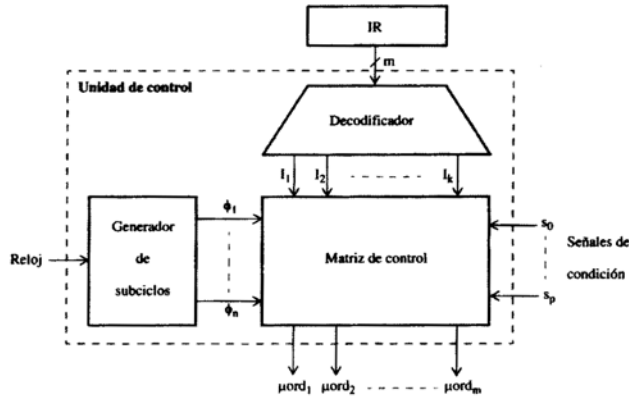 IR
m
Unidad de control
Decodificador
I1 I2 Ik
ϕ1
Generador
de
subciclos
ϕn
Reloj
Matriz de control
s0
Señales de
condición
sp
μord1 μord2 μordm